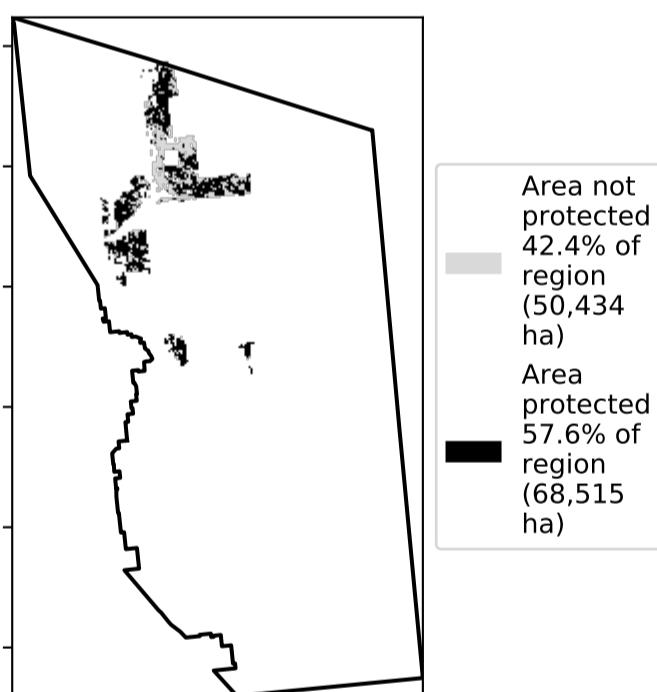 Area not
protected
42.4% of
region
(50,434
ha)
Area
protected
57.6% of
region
(68,515
ha)